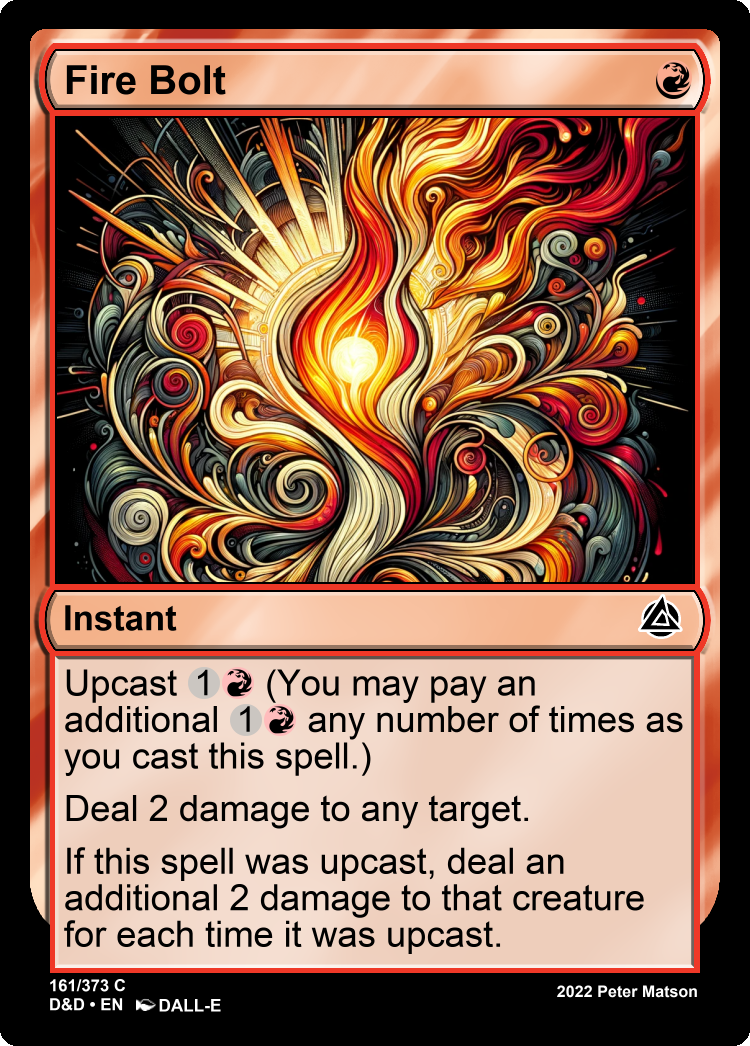 Fire Bolt
Instant
Upcast 1 (You may pay an
additional 1 any number of times as
you cast this spell.)
Deal 2 damage to any target.
If this spell was upcast, deal an
additional 2 damage to that creature
for each time it was upcast.
161/373 C
D&D • EN DALL-E
2022 Peter Matson